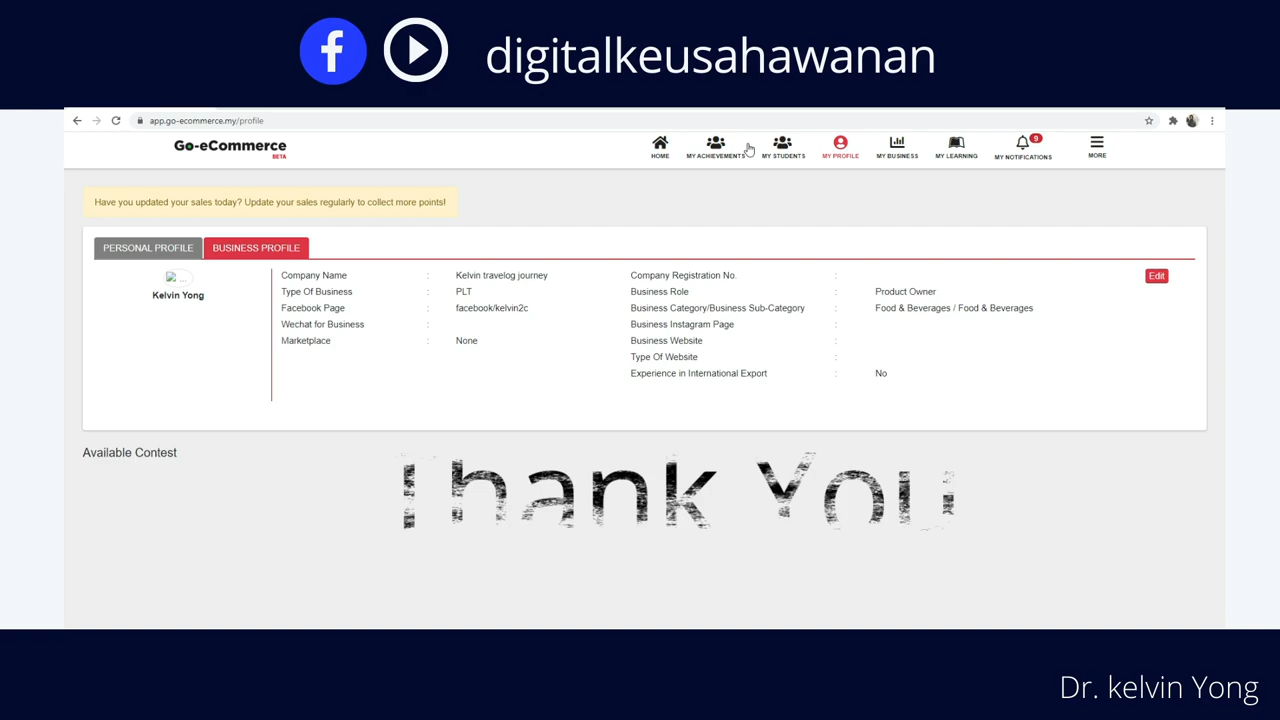 digitalkeusahawanan
app.go-ecommerce.my/profile
Go-eCommerce
BETA
HOME
MY ACHIEVEMENTS
MY STUDENTS
MY PROFILE
MY BUSINESS
MY LEARNING
9
MY NOTIFICATIONS
MORE
Have you updated your sales today? Update your sales regularly to collect more points!
PERSONAL PROFILE
BUSINESS PROFILE
Kelvin Yong
Company Name : Kelvin travelog journey
Type Of Business : PLT
Facebook Page : facebook/kelvin2c
Wechat for Business :
Marketplace : None
Company Registration No. :
Business Role : Product Owner
Business Category/Business Sub-Category : Food & Beverages / Food & Beverages
Business Instagram Page :
Business Website :
Type Of Website :
Experience in International Export : No
Edit
Available Contest
Thank You
Dr. kelvin Yong